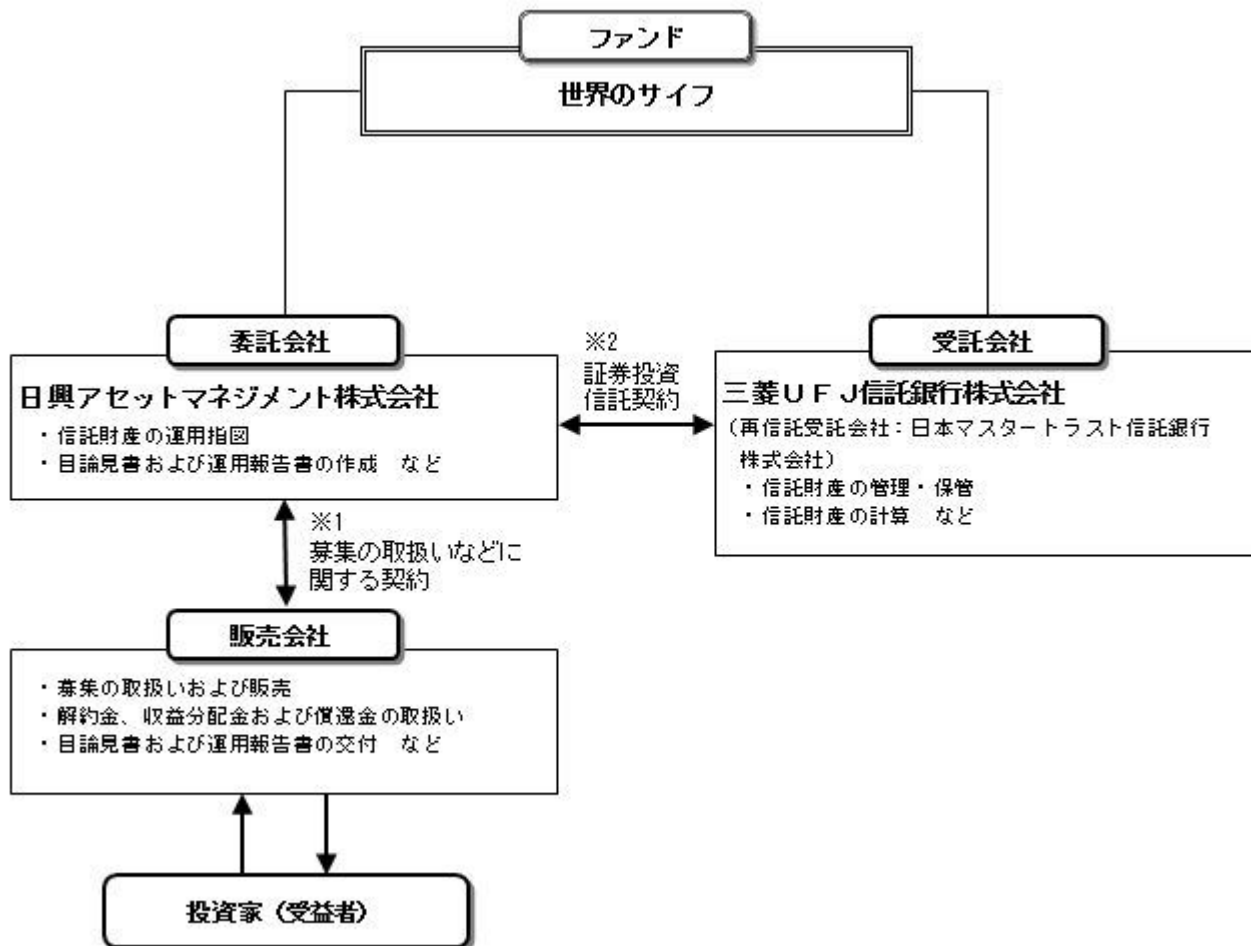 ファンド
世界のサイフ
委託会社
日興アセットマネジメント株式会社
・信託財産の運用指図
・目論見書および運用報告書の作成　など
※2
証券投資
信託契約
受託会社
三菱ＵＦＪ信託銀行株式会社
（再信託受託会社：日本マスタートラスト信託銀行
株式会社）
・信託財産の管理・保管
・信託財産の計算　など
※1
募集の取扱いなどに
関する契約
販売会社
・募集の取扱いおよび販売
・解約金、収益分配金および償還金の取扱い
・目論見書および運用報告書の交付　など
投資家（受益者）